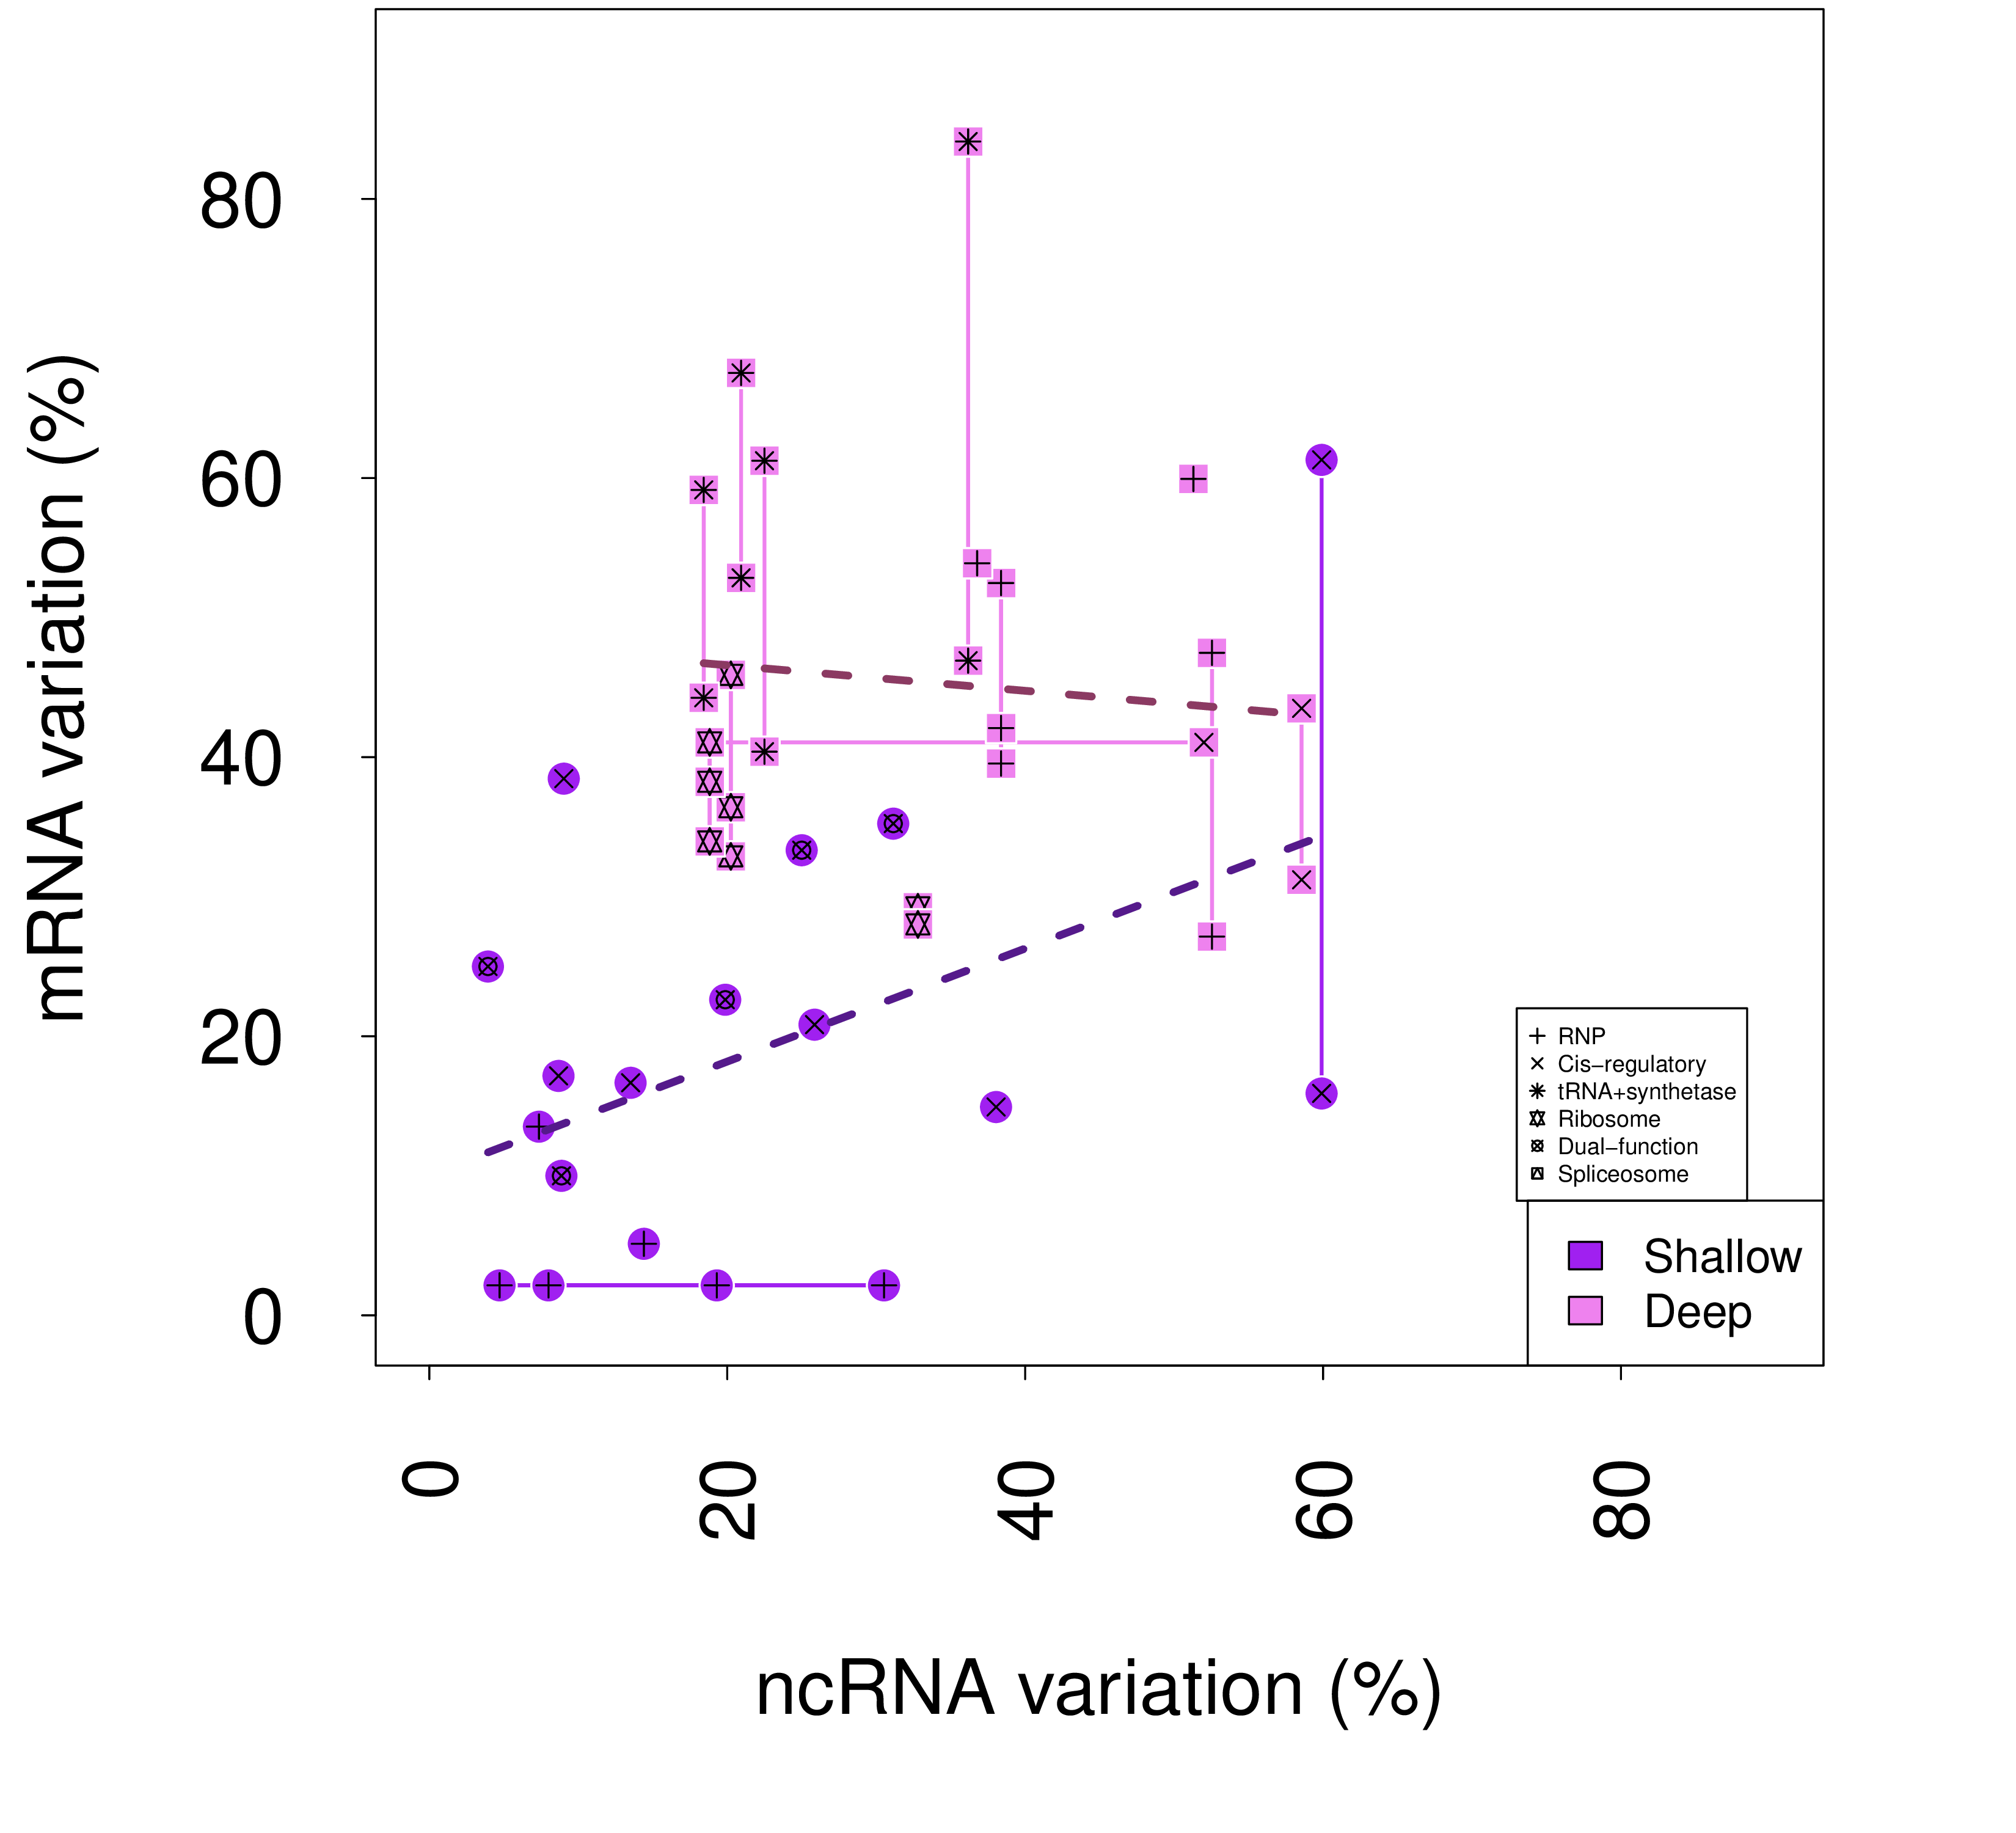 mRNA variation (%)
80
60
40
20
0
RNP
Cis−regulatory
tRNA+synthetase
Ribosome
Dual−function
Spliceosome
Shallow
Deep
0
20
40
60
80
ncRNA variation (%)